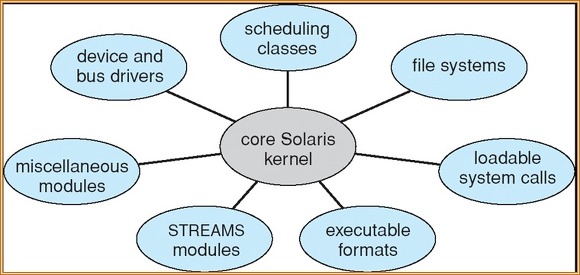 scheduling
classes
device and
bus drivers
file systems
core Solaris
kernel
miscellaneous
modules
loadable
system calls
STREAMS
modules
executable
formats